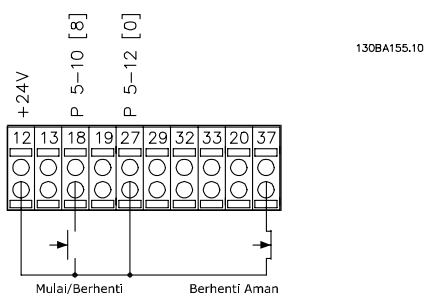 130BA155.10
+24V
P 5-10 [8]
P 5-12 [0]
12 13 18 19 27 29 32 33 20 37
Mulai/Berhenti
Berhenti Aman